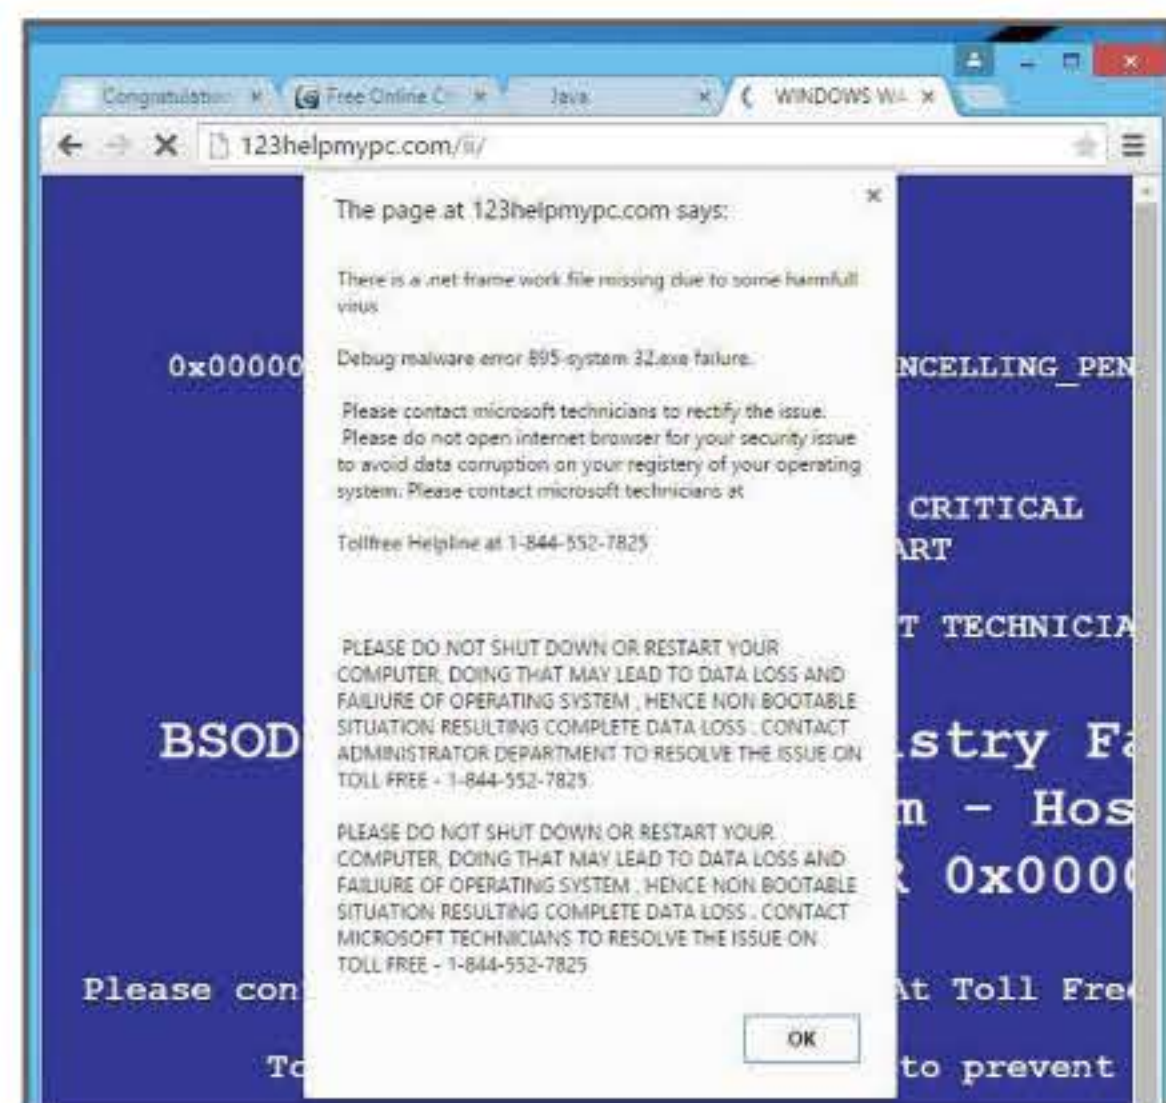 Congratulation
Free Online C
Java
WINDOWS WA
123helpmypc.com/ii/
The page at 123helpmypc.com says:
There is a .net frame work file missing due to some harmfull
virus
Debug malware error 895-system 32.exe failure.
Please contact microsoft technicians to rectify the issue.
Please do not open internet browser for your security issue
to avoid data corruption on your registery of your operating
system. Please contact microsoft technicians at
Tollfree Helpline at 1-844-552-7825
PLEASE DO NOT SHUT DOWN OR RESTART YOUR
COMPUTER, DOING THAT MAY LEAD TO DATA LOSS AND
FAILIURE OF OPERATING SYSTEM , HENCE NON BOOTABLE
SITUATION RESULTING COMPLETE DATA LOSS . CONTACT
ADMINISTRATOR DEPARTMENT TO RESOLVE THE ISSUE ON
TOLL FREE - 1-844-552-7825
PLEASE DO NOT SHUT DOWN OR RESTART YOUR
COMPUTER, DOING THAT MAY LEAD TO DATA LOSS AND
FAILIURE OF OPERATING SYSTEM , HENCE NON BOOTABLE
SITUATION RESULTING COMPLETE DATA LOSS . CONTACT
MICROSOFT TECHNICIANS TO RESOLVE THE ISSUE ON
TOLL FREE - 1-844-552-7825
OK
0x00000 NCELLING_PEN
CRITICAL
ART
T TECHNICIA
BSOD istry Fa
m - Hos
R 0x000
Please con At Toll Free
To to prevent